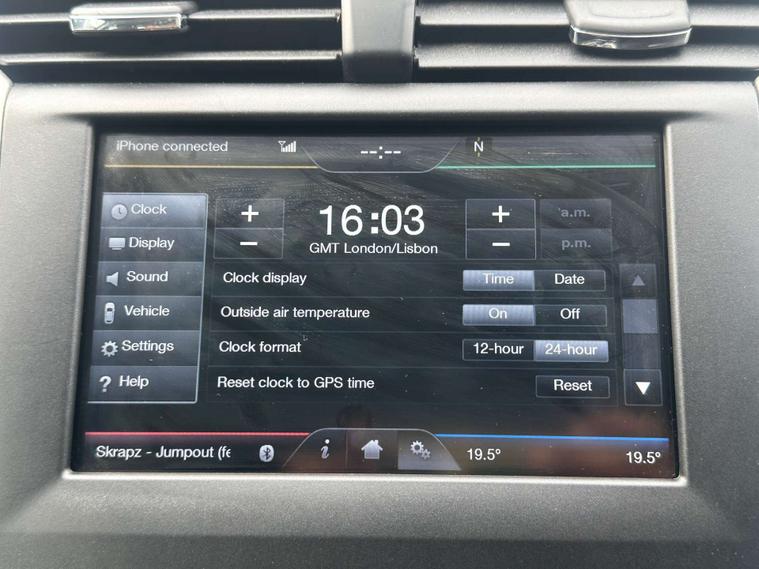 iPhone connected --:-- N
Clock + 16:03 + a.m.
GMT London/Lisbon
Display − − p.m.
Sound Clock display Time Date
Vehicle Outside air temperature On Off
Settings Clock format 12-hour 24-hour
? Help Reset clock to GPS time Reset
Skrapz - Jumpout (fe i 19.5° 19.5°